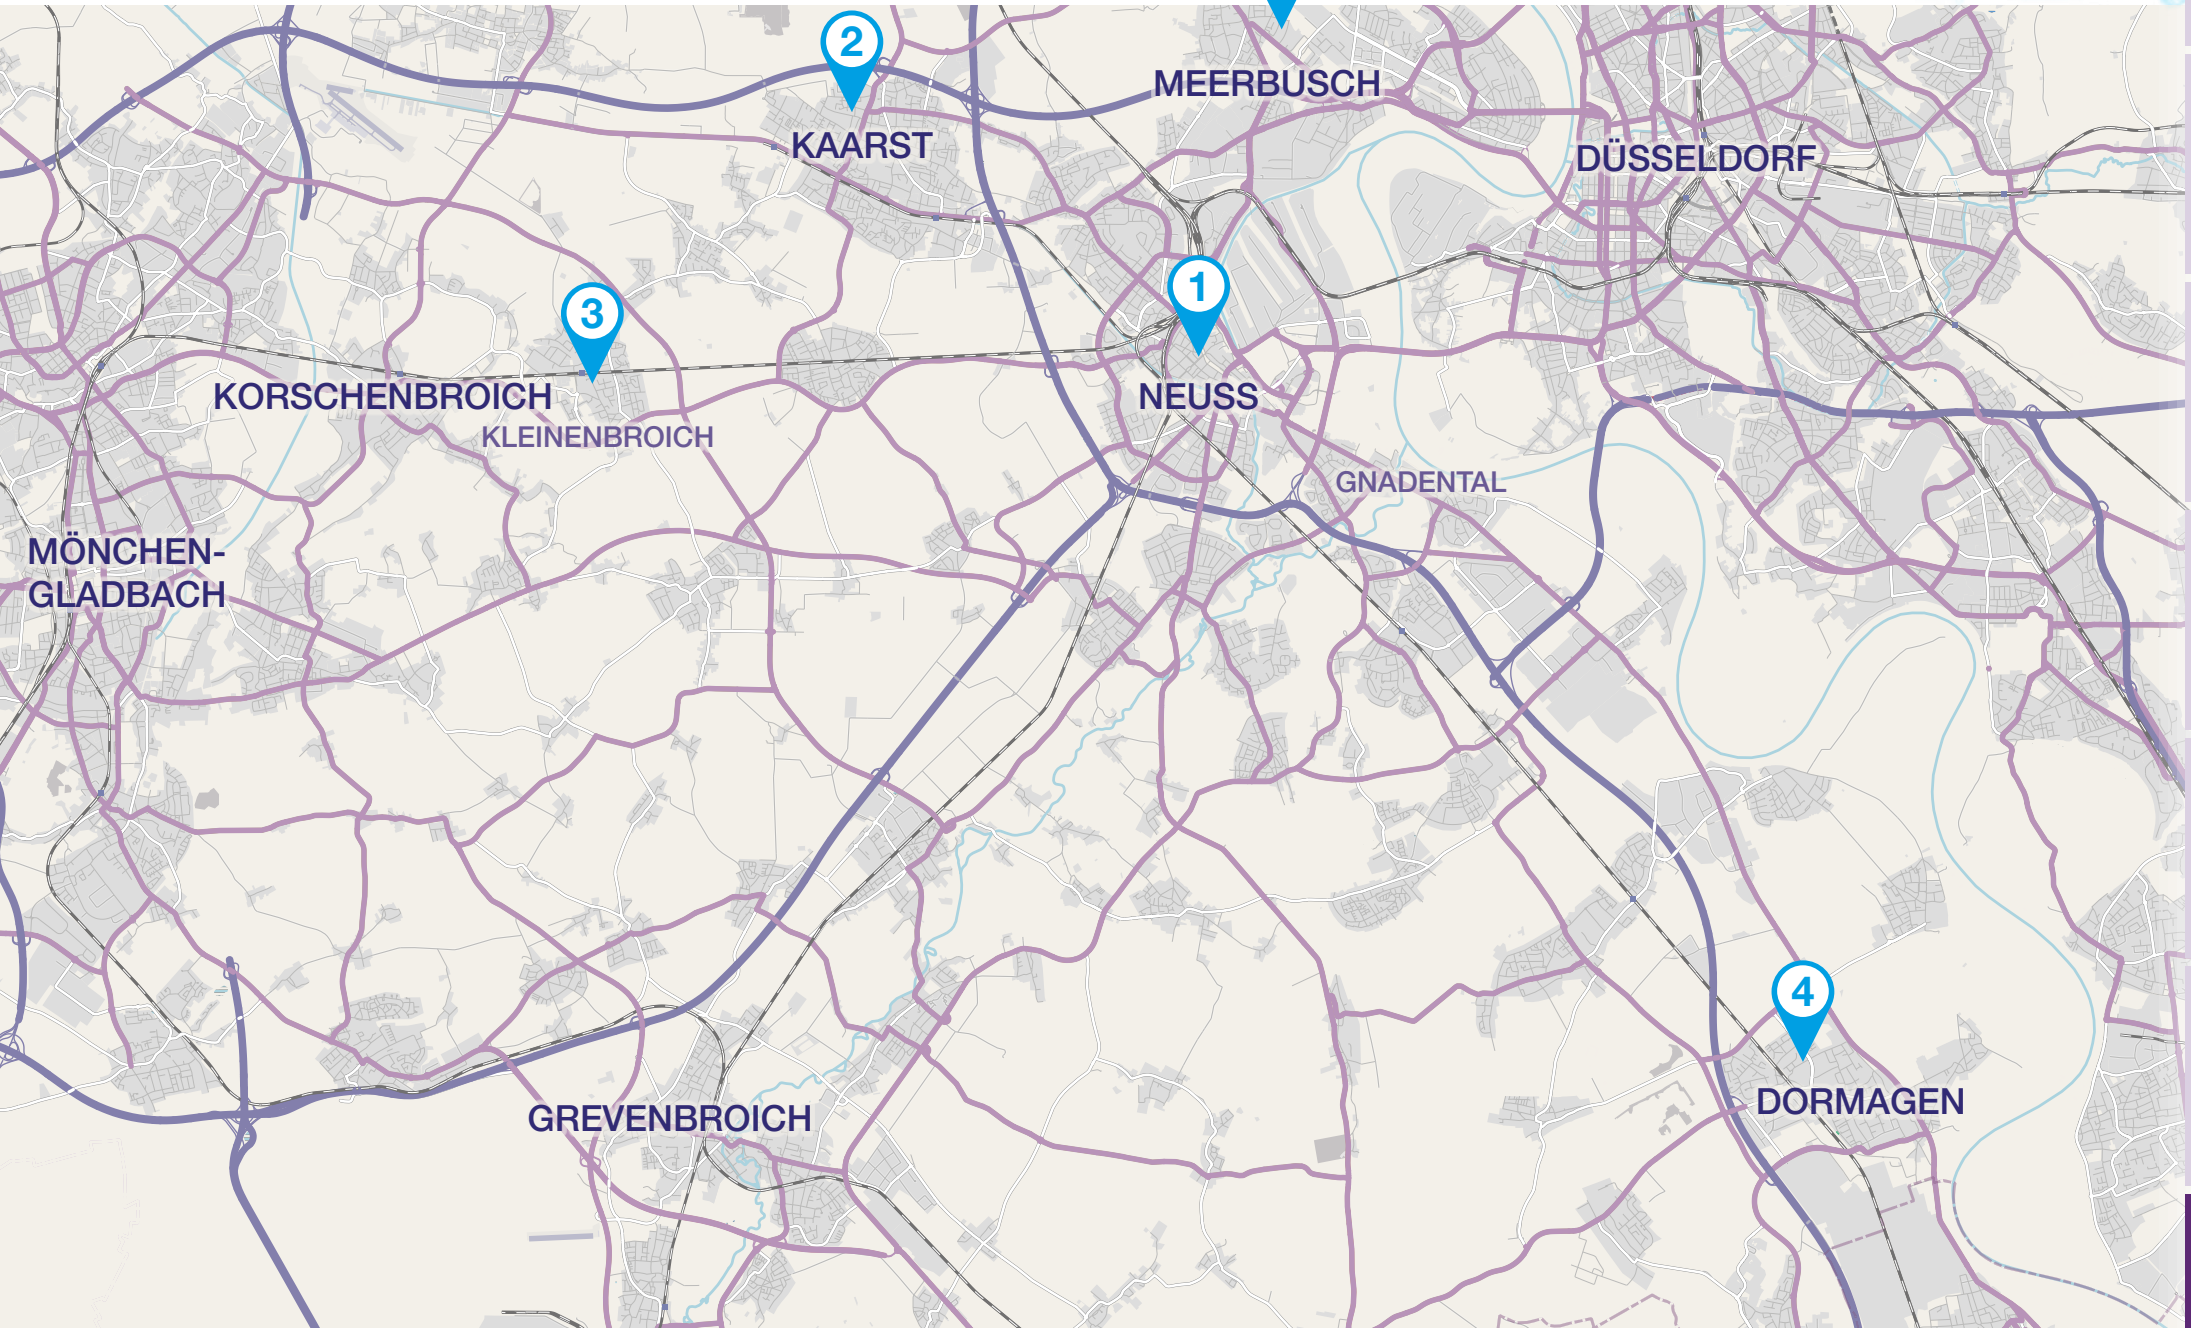 2
MEERBUSCH
KAARST
DÜSSELDORF
1
3
KORSCHENBROICH
NEUSS
KLEINENBROICH
GNADENTAL
MÖNCHEN-
GLADBACH
4
DORMAGEN
GREVENBROICH